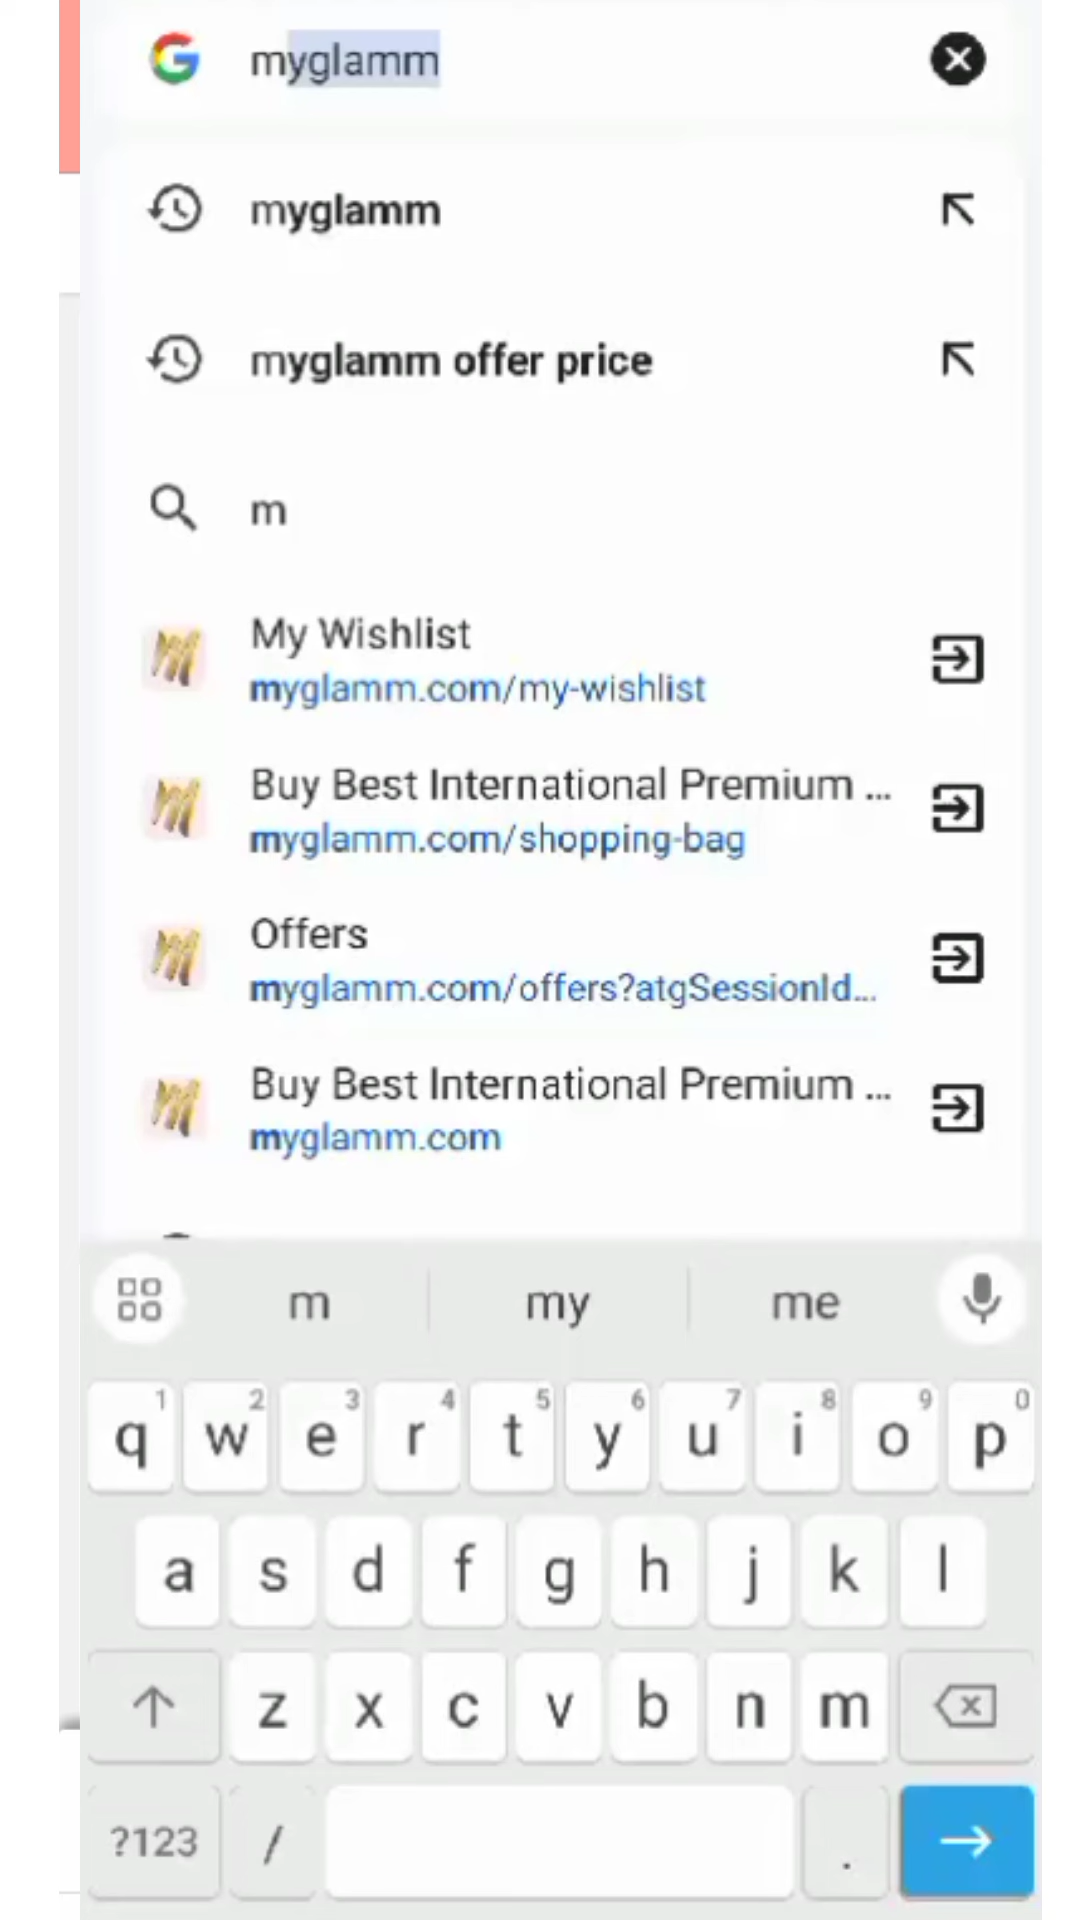 myglamm
myglamm
myglamm offer price
m
My Wishlist
myglamm.com/my-wishlist
Buy Best International Premium ...
myglamm.com/shopping-bag
Offers
myglamm.com/offers?atgSessionId...
Buy Best International Premium ...
myglamm.com
m my me
1 2 3 4 5 6 7 8 9 0
q w e r t y u i o p
a s d f g h j k l
z x c v b n m
?123 / .